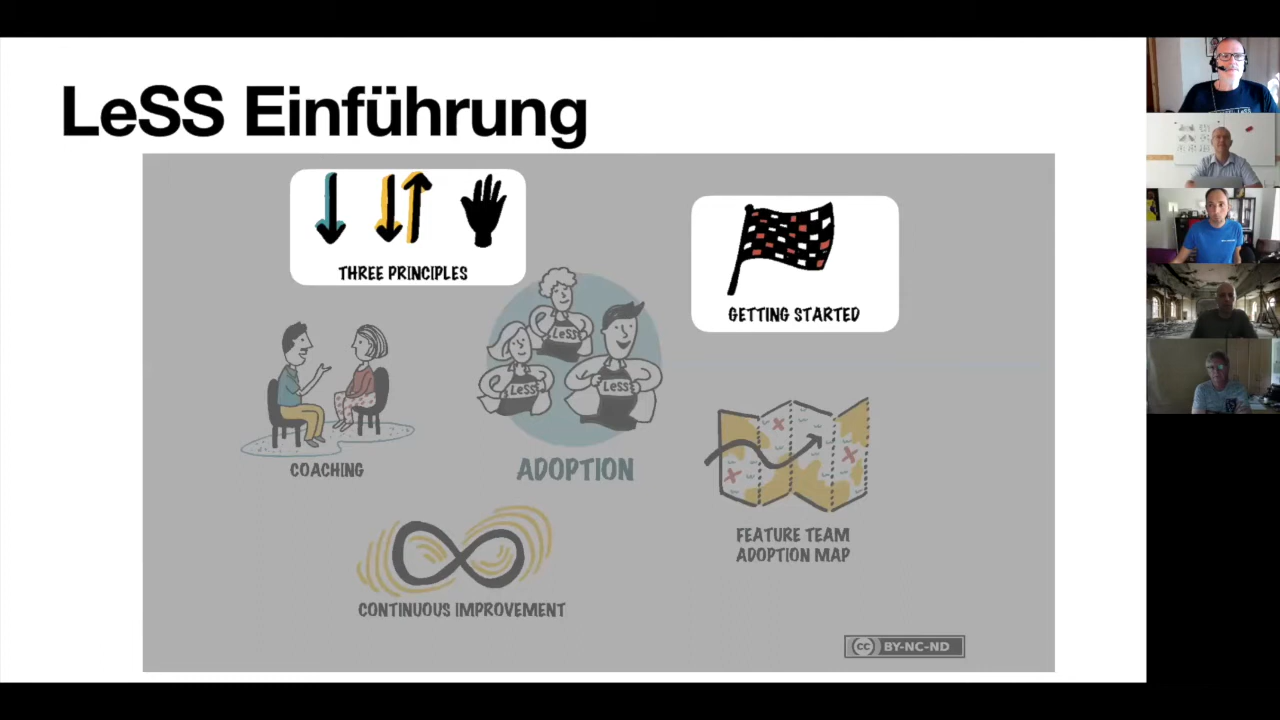 LeSS Einführung
THREE PRINCIPLES
GETTING STARTED
LeSS
LeSS
LeSS
COACHING
ADOPTION
FEATURE TEAM
ADOPTION MAP
CONTINUOUS IMPROVEMENT
cc BY-NC-ND